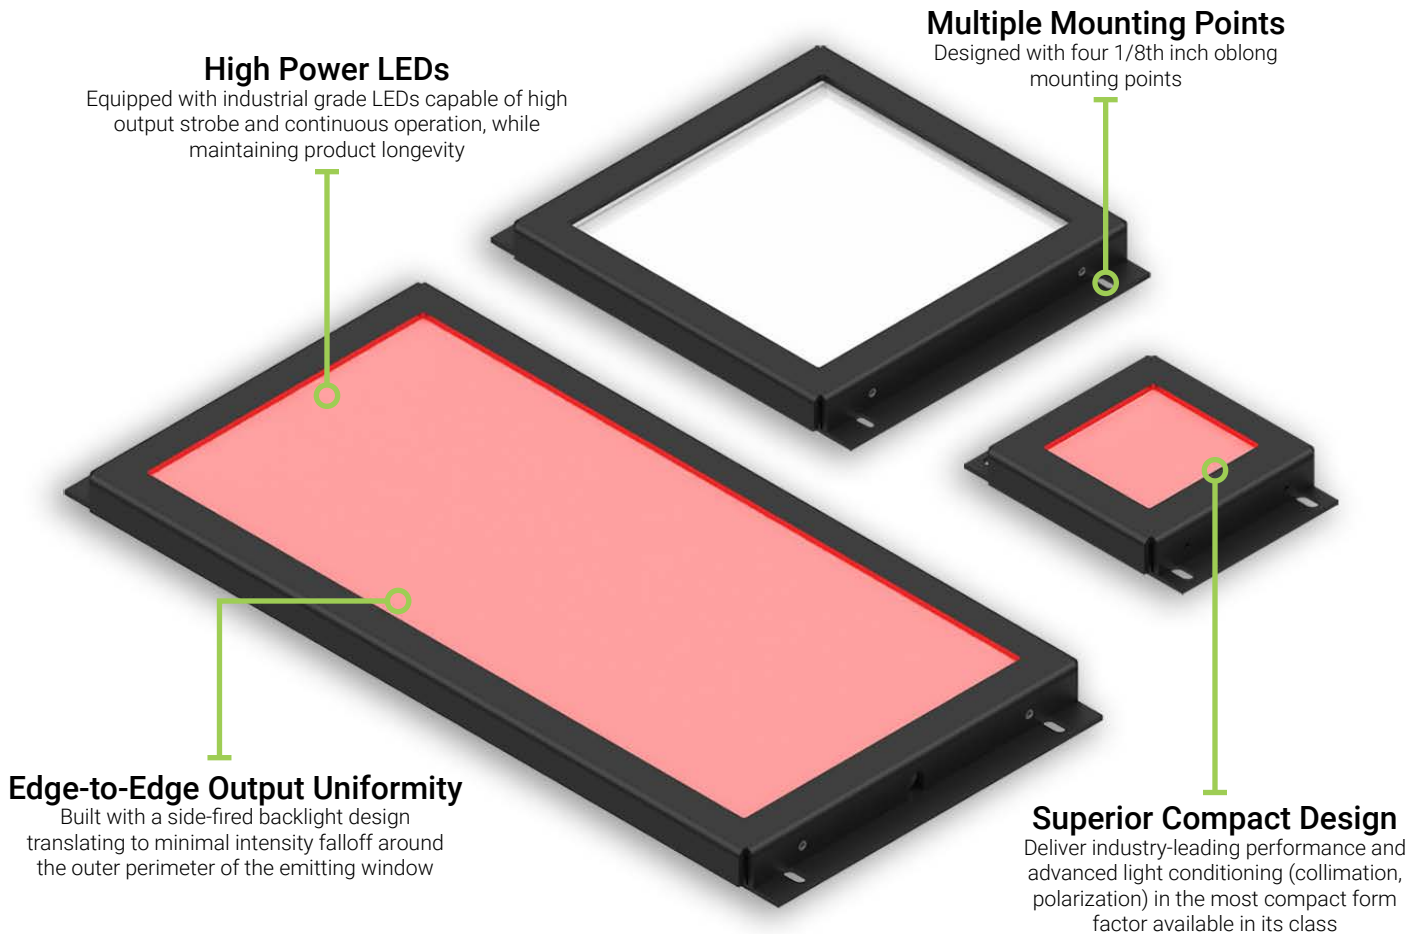 High Power LEDs
Equipped with industrial grade LEDs capable of high
output strobe and continuous operation, while
maintaining product longevity
Multiple Mounting Points
Designed with four 1/8th inch oblong
mounting points
Edge-to-Edge Output Uniformity
Built with a side-fired backlight design
translating to minimal intensity falloff around
the outer perimeter of the emitting window
Superior Compact Design
Deliver industry-leading performance and
advanced light conditioning (collimation,
polarization) in the most compact form
factor available in its class